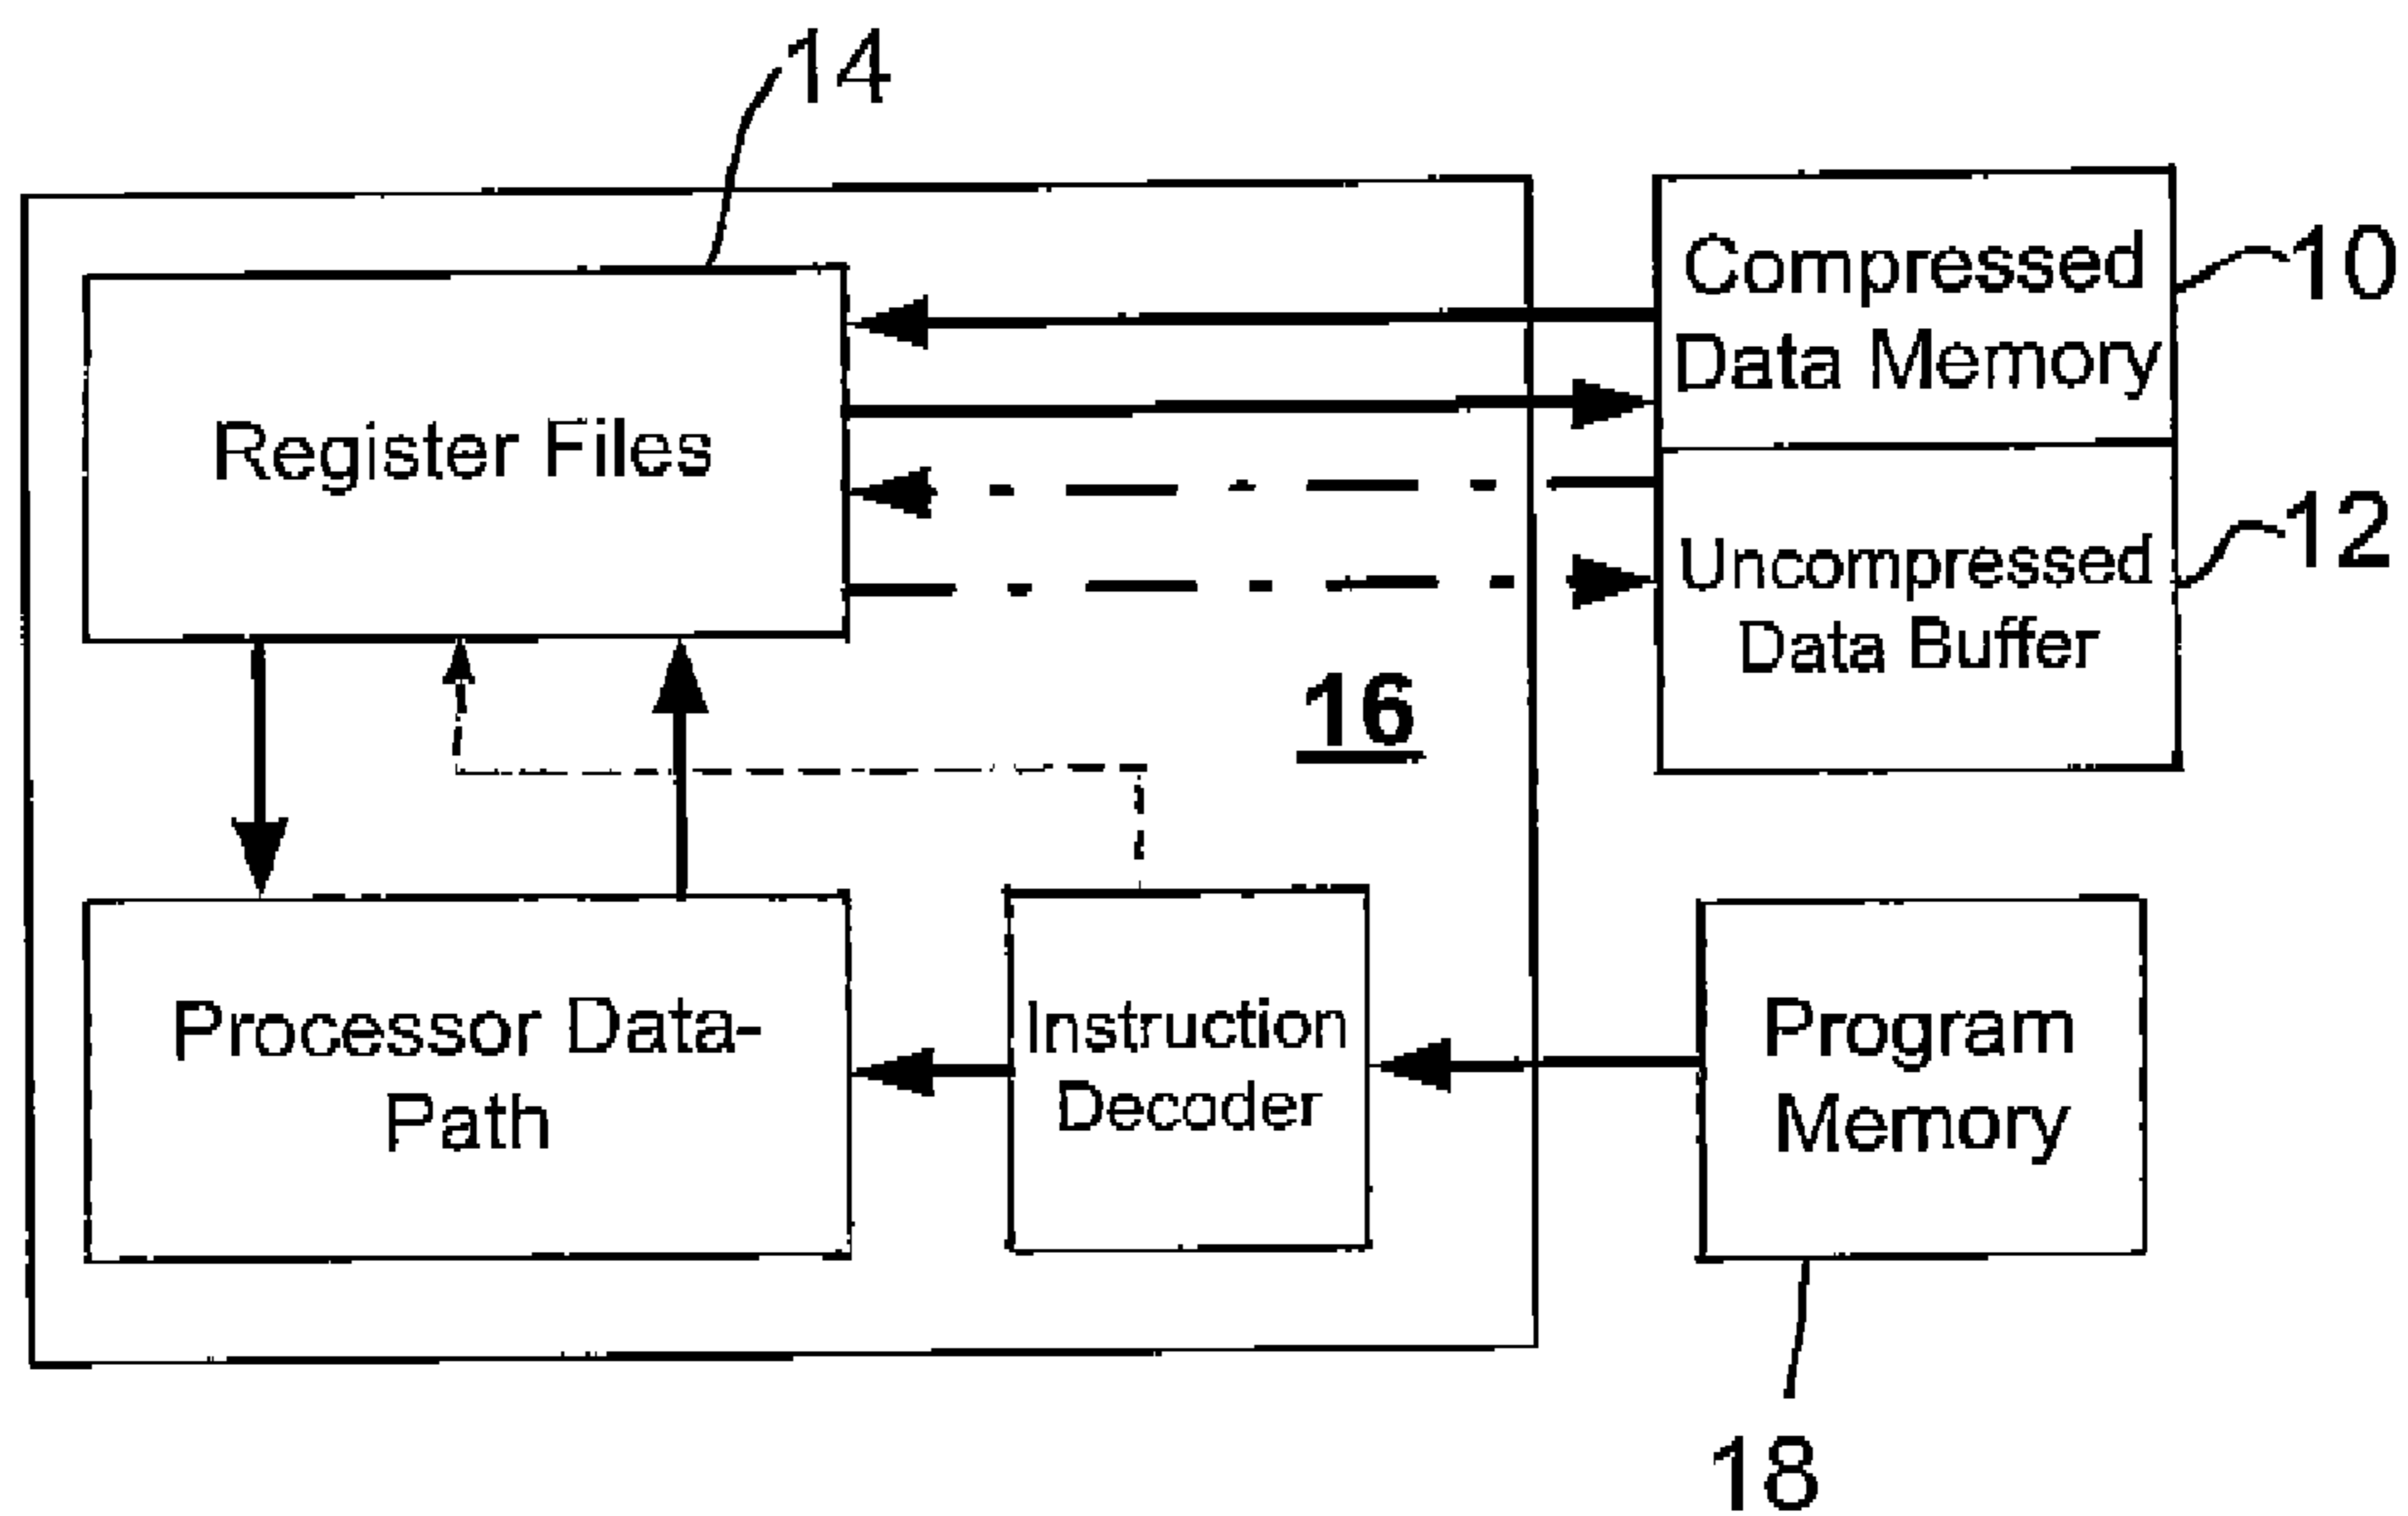 14
Compressed
Data Memory
10
Register Files
Uncompressed
Data Buffer
12
16
Processor Data-
Path
Instruction
Decoder
Program
Memory
18